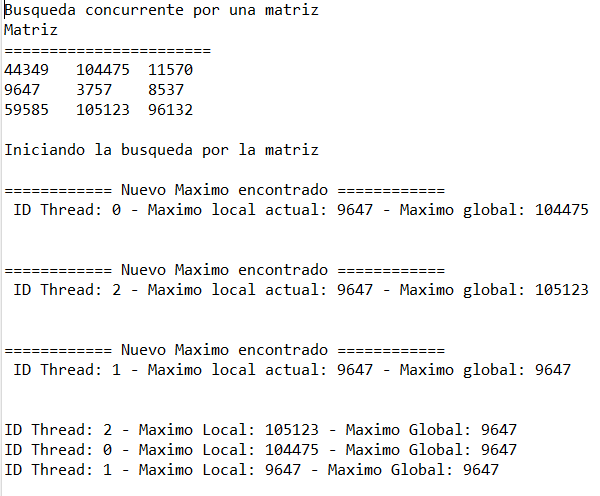 Busqueda concurrente por una matriz
Matriz
=======================
44349 104475 11570
9647 3757 8537
59585 105123 96132
Iniciando la busqueda por la matriz
============ Nuevo Maximo encontrado ============
ID Thread: 0 - Maximo local actual: 9647 - Maximo global: 104475
============ Nuevo Maximo encontrado ============
ID Thread: 2 - Maximo local actual: 9647 - Maximo global: 105123
============ Nuevo Maximo encontrado ============
ID Thread: 1 - Maximo local actual: 9647 - Maximo global: 9647
ID Thread: 2 - Maximo Local: 105123 - Maximo Global: 9647
ID Thread: 0 - Maximo Local: 104475 - Maximo Global: 9647
ID Thread: 1 - Maximo Local: 9647 - Maximo Global: 9647